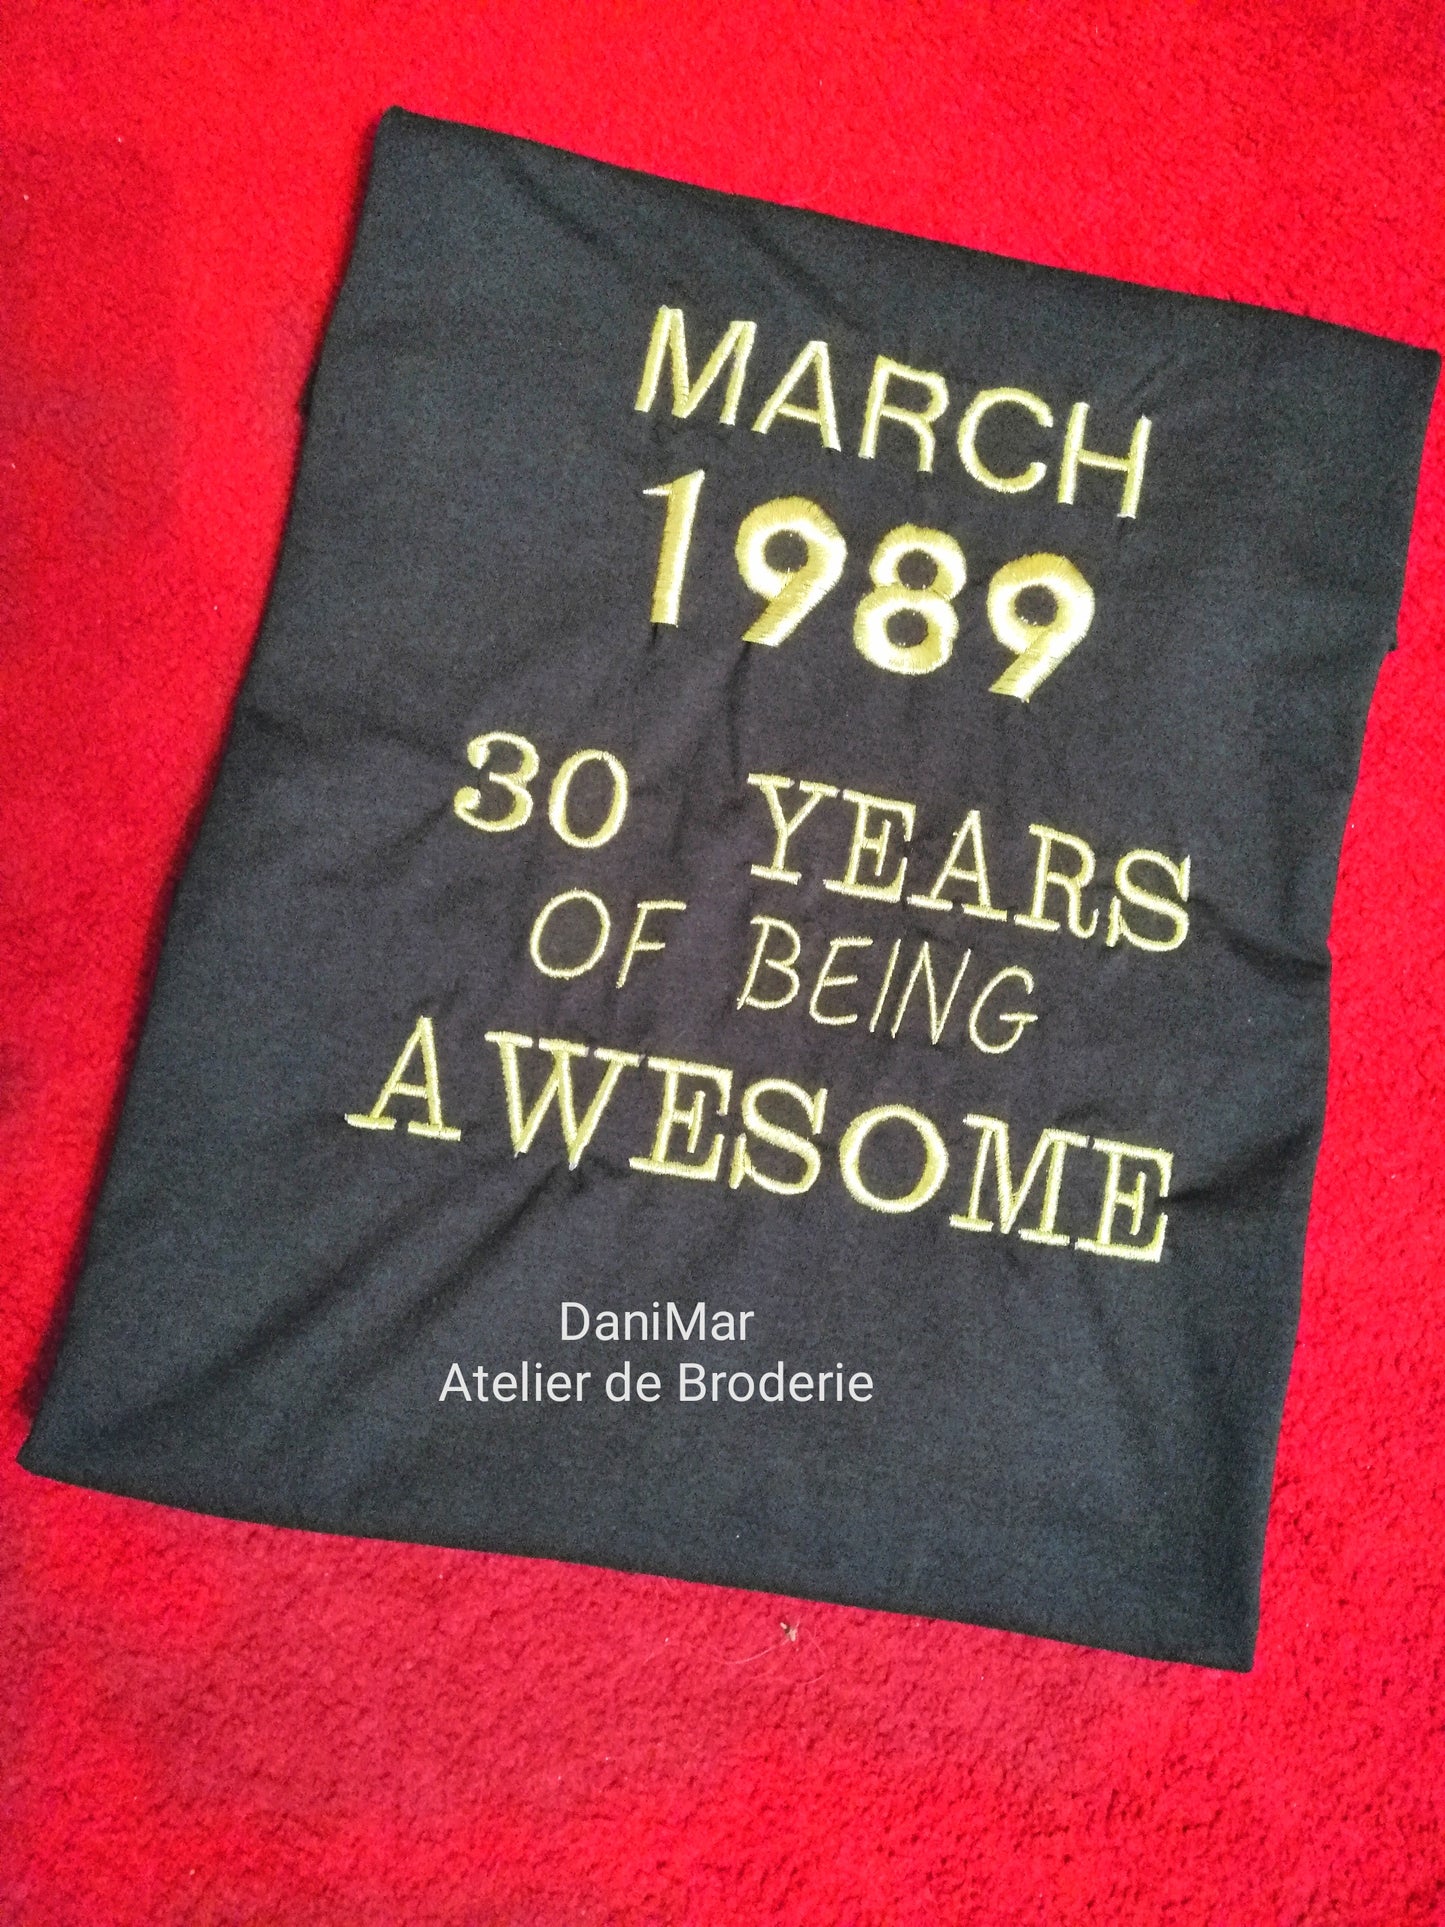 MARCH
1989
30 YEARS
OF BEING
AWESOME
DaniMar
Atelier de Broderie